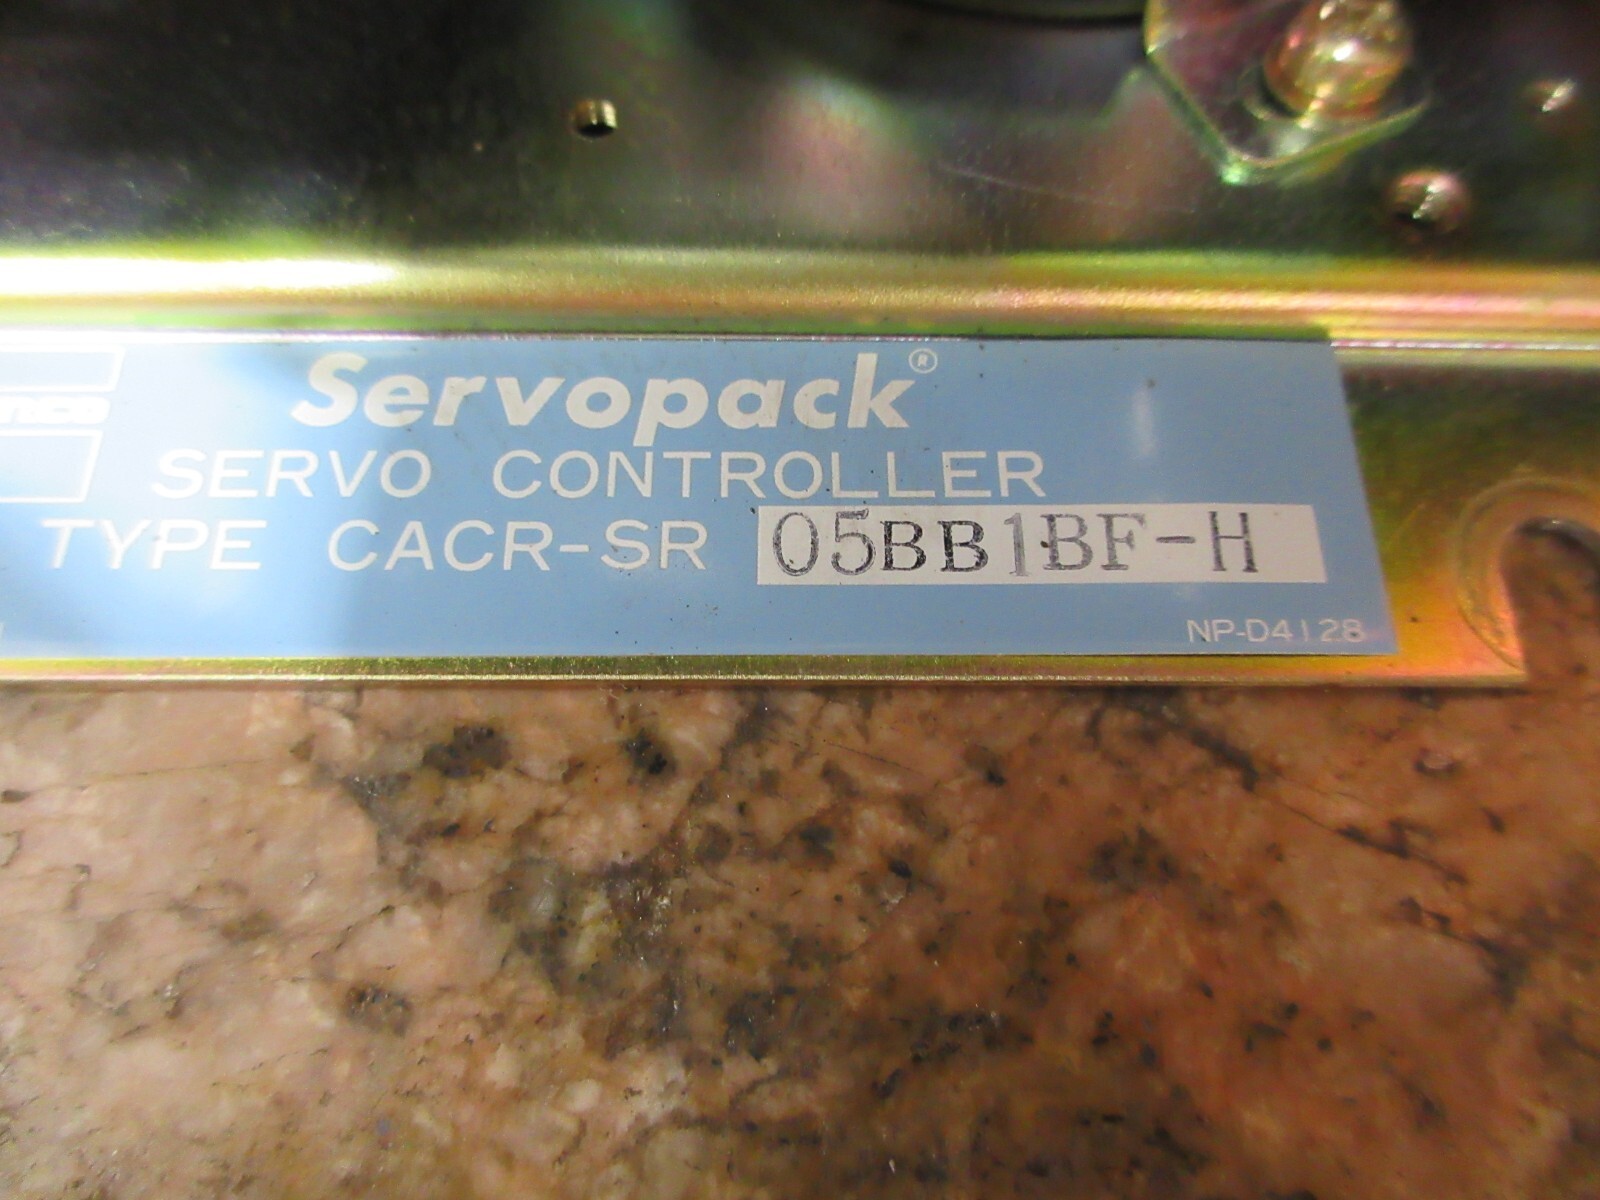 Servopack®
SERVO CONTROLLER
TYPE CACR-SR 05BB1BF-H
NP-D4128